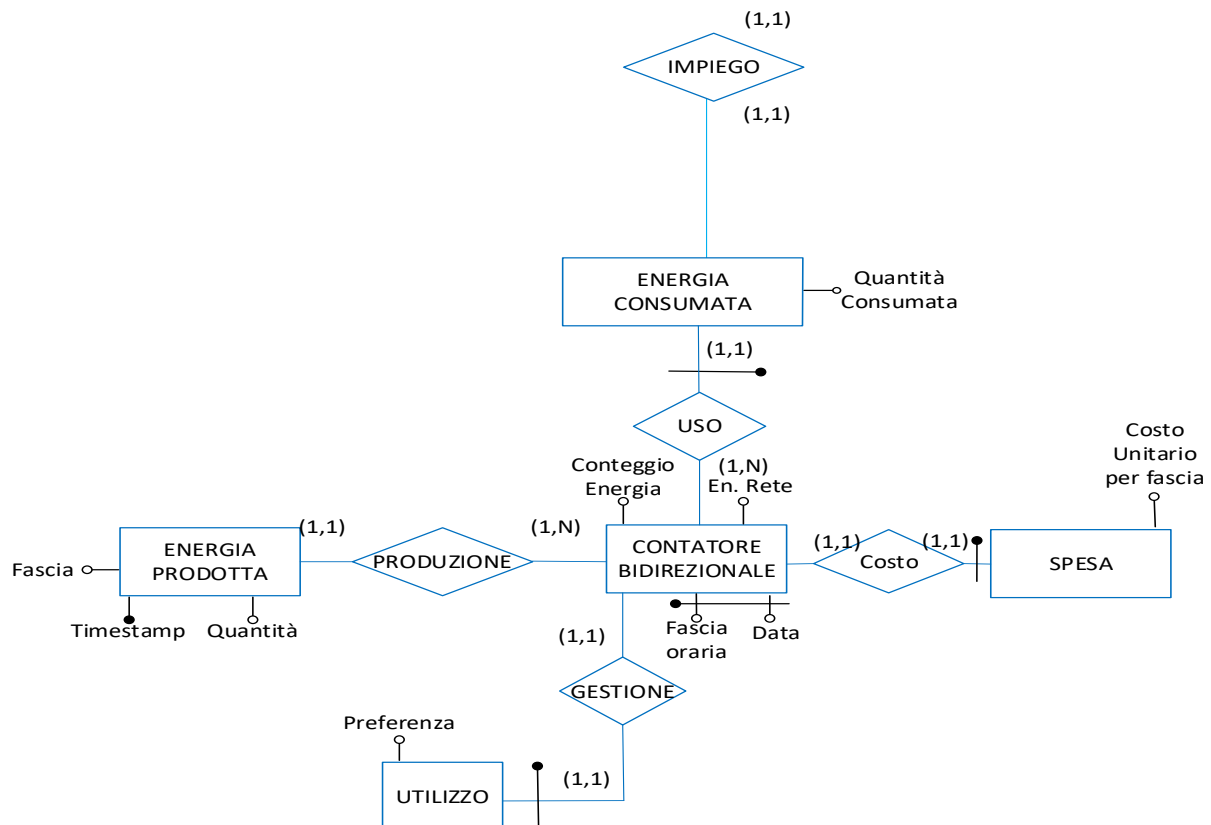 (1,1)
IMPIEGO
(1,1)
ENERGIA
CONSUMATA
Quantità
Consumata
(1,1)
USO
Costo
Unitario
per fascia
Conteggio
Energia
(1,N)
En. Rete
(1,1)
(1,N)
ENERGIA
PRODOTTA
PRODUZIONE
CONTATORE
BIDIREZIONALE
(1,1)
(1,1)
Costo
SPESA
Fascia
Timestamp
Quantità
Fascia
oraria
Data
(1,1)
GESTIONE
Preferenza
(1,1)
UTILIZZO